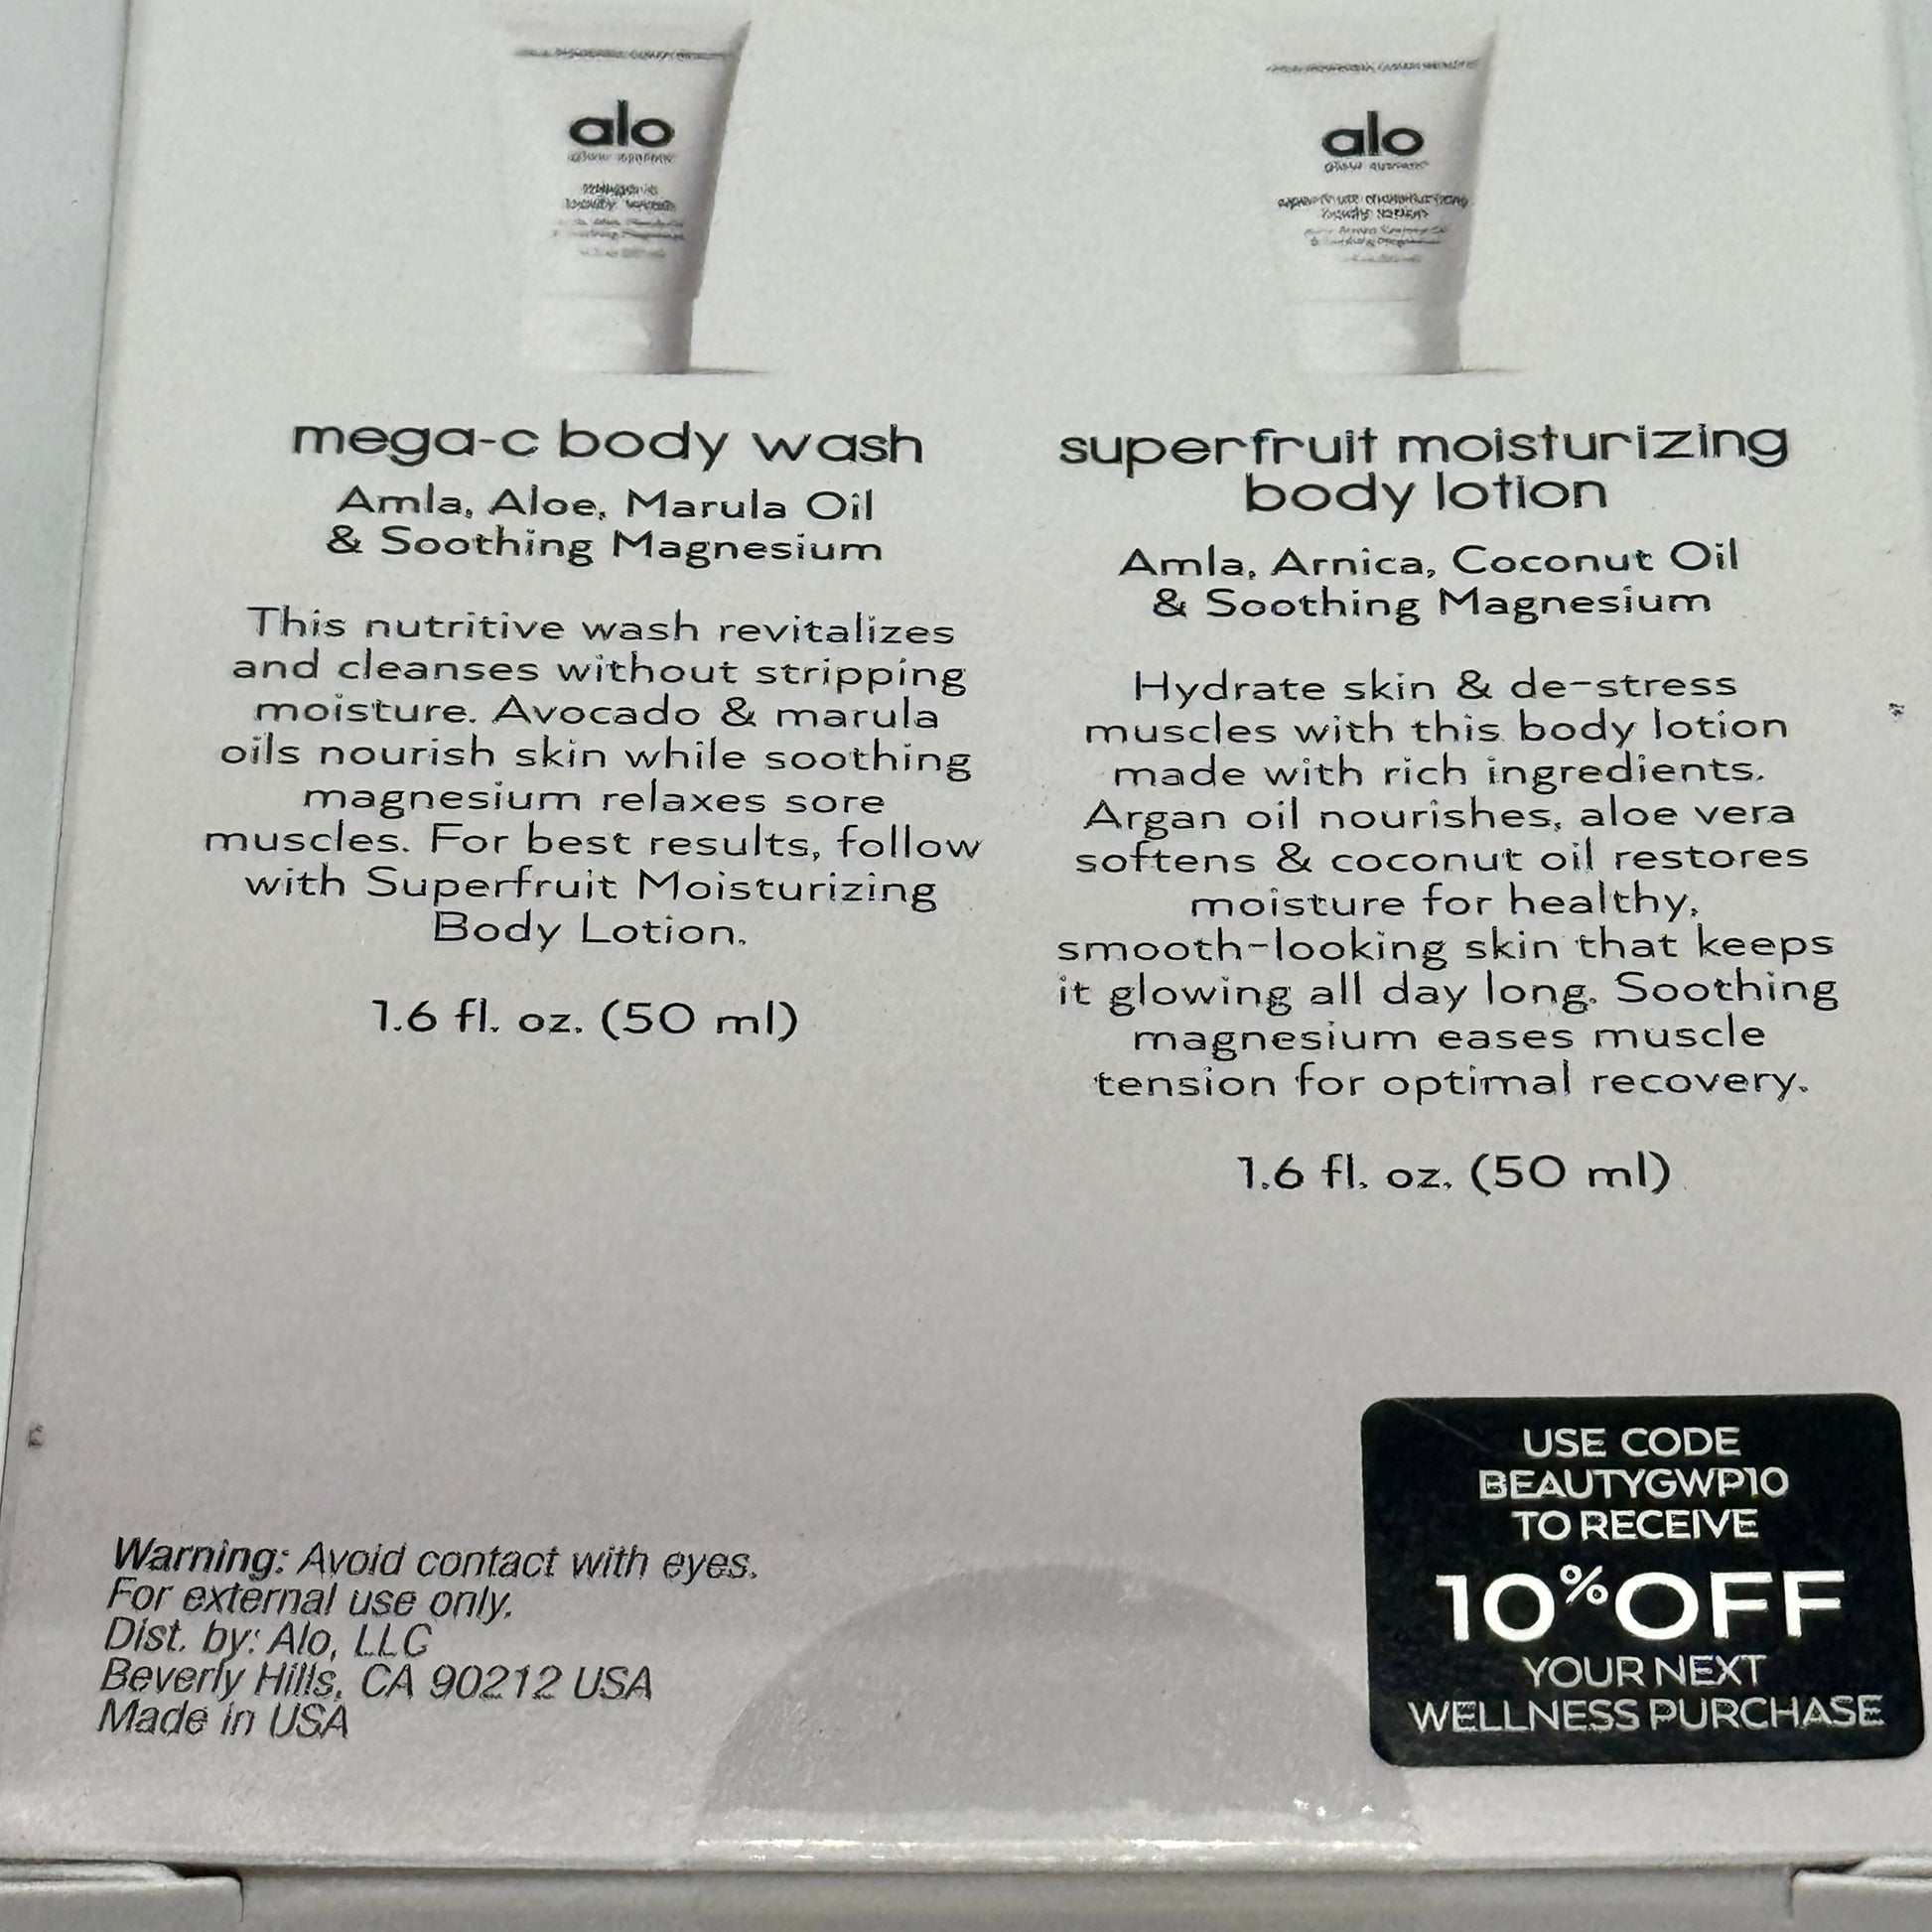 alo
mega-c body wash
Amla, Aloe, Marula Oil
& Soothing Magnesium
This nutritive wash revitalizes
and cleanses without stripping
moisture. Avocado & marula
oils nourish skin while soothing
magnesium relaxes sore
muscles. For best results, follow
with Superfruit Moisturizing
Body Lotion.
1.6 fl. oz. (50 ml)
alo
superfruit moisturizing
body lotion
Amla, Arnica, Coconut Oil
& Soothing Magnesium
Hydrate skin & de-stress
muscles with this body lotion
made with rich ingredients.
Argan oil nourishes, aloe vera
softens & coconut oil restores
moisture for healthy,
smooth-looking skin that keeps
it glowing all day long. Soothing
magnesium eases muscle
tension for optimal recovery.
1.6 fl. oz. (50 ml)
Warning: Avoid contact with eyes.
For external use only.
Dist. by: Alo, LLC
Beverly Hills, CA 90212 USA
Made in USA
USE CODE
BEAUTYGWP10
TO RECEIVE
10%OFF
YOUR NEXT
WELLNESS PURCHASE